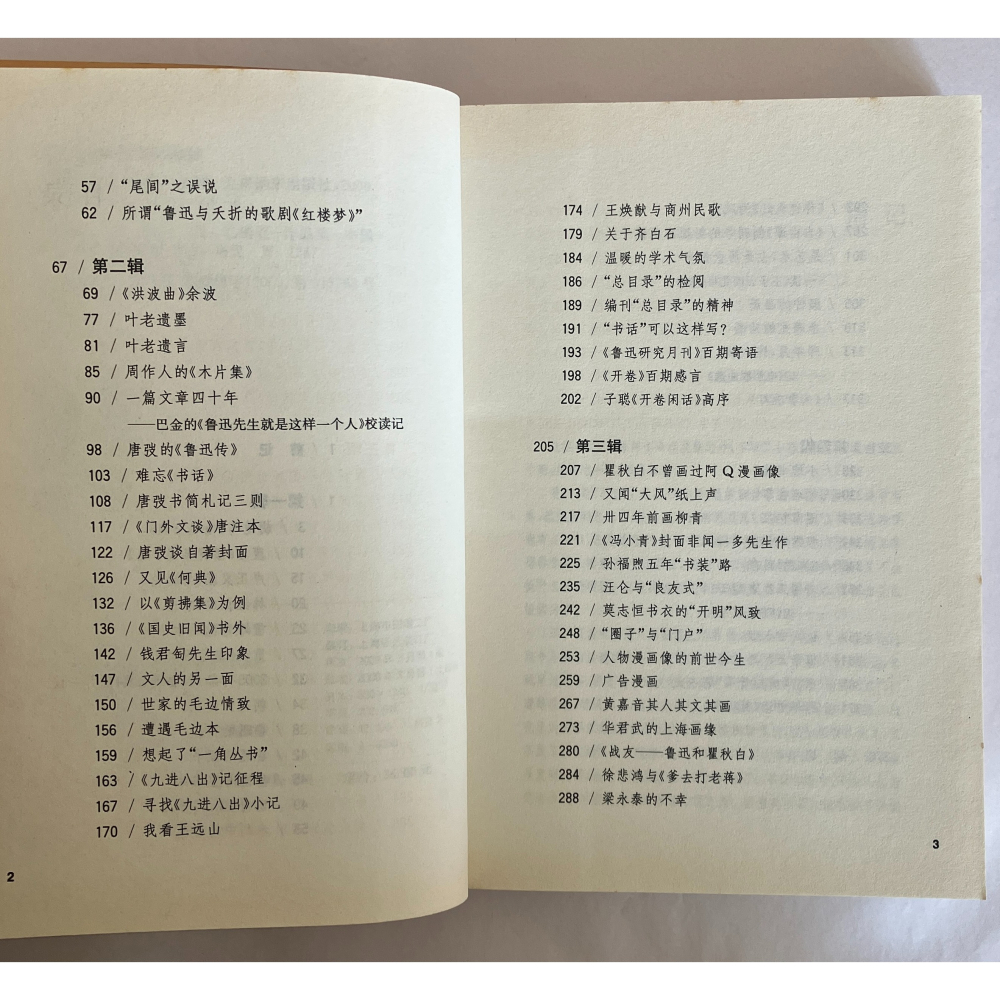 57 / “尾闾”之误说
62 / 所谓“鲁迅与夭折的歌剧《红楼梦》”
67 / 第二辑
69 /《洪波曲》余波
77 / 叶老遗墨
81 / 叶老遗言
85 / 周作人的《木片集》
90 / 一篇文章四十年
——巴金的《鲁迅先生就是这样一个人》校读记
98 / 唐弢的《鲁迅传》
103 / 难忘《书话》
108 / 唐弢书简札记三则
117 /《门外文谈》唐注本
122 / 唐弢谈自著封面
126 / 又见《何典》
132 / 以《剪拂集》为例
136 /《国史旧闻》书外
142 / 钱君匋先生印象
147 / 文人的另一面
150 / 世家的毛边情致
156 / 遭遇毛边本
159 / 想起了“一角丛书”
163 /《九进八出》记征程
167 / 寻找《九进八出》小记
170 / 我看王远山
2
174 / 王焕猷与商州民歌
179 / 关于齐白石
184 / 温暖的学术气氛
186 / “总目录”的检阅
189 / 编刊“总目录”的精神
191 / “书话”可以这样写？
193 /《鲁迅研究月刊》百期寄语
198 /《开卷》百期感言
202 / 子聪《开卷闲话》高序
205 / 第三辑
207 / 瞿秋白不曾画过阿Q漫画像
213 / 又闻“大风”纸上声
217 / 卅四年前画柳青
221 /《冯小青》封面非闻一多先生作
225 / 孙福煦五年“书装”路
235 / 汪仑与“良友式”
242 / 莫志恒书衣的“开明”风致
248 / “圈子”与“门户”
253 / 人物漫画像的前世今生
259 / 广告漫画
267 / 黄嘉音其人其文其画
273 / 华君武的上海画缘
280 /《战友——鲁迅和瞿秋白》
284 / 徐悲鸿与《爹去打老蒋》
288 / 梁永泰的不幸
3